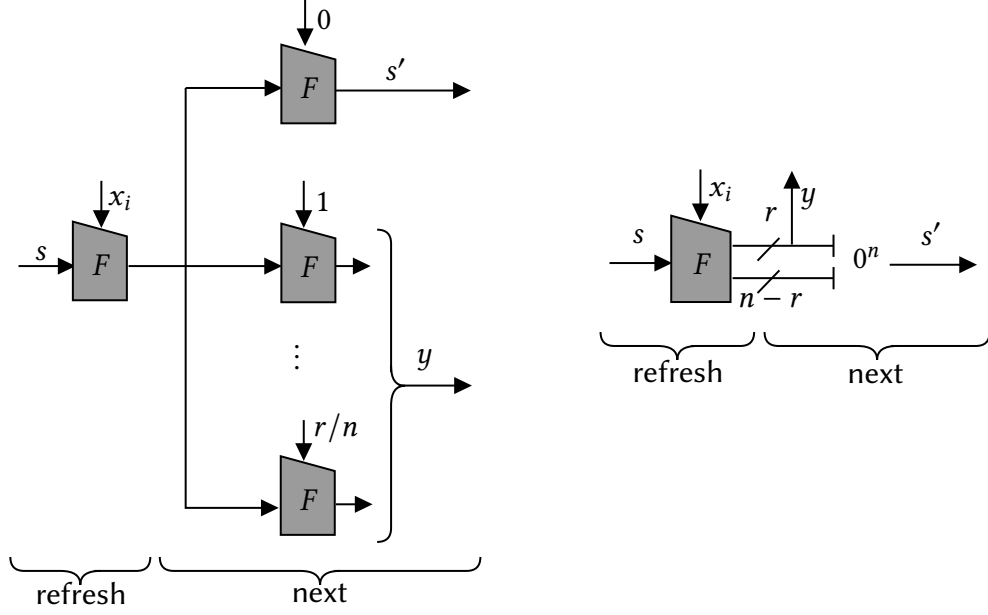 0
F
s′
x_i
s
F
1
F
⋮
y
r/n
F
refresh
next
x_i
r
y
s
F
0^n
s′
n − r
refresh
next